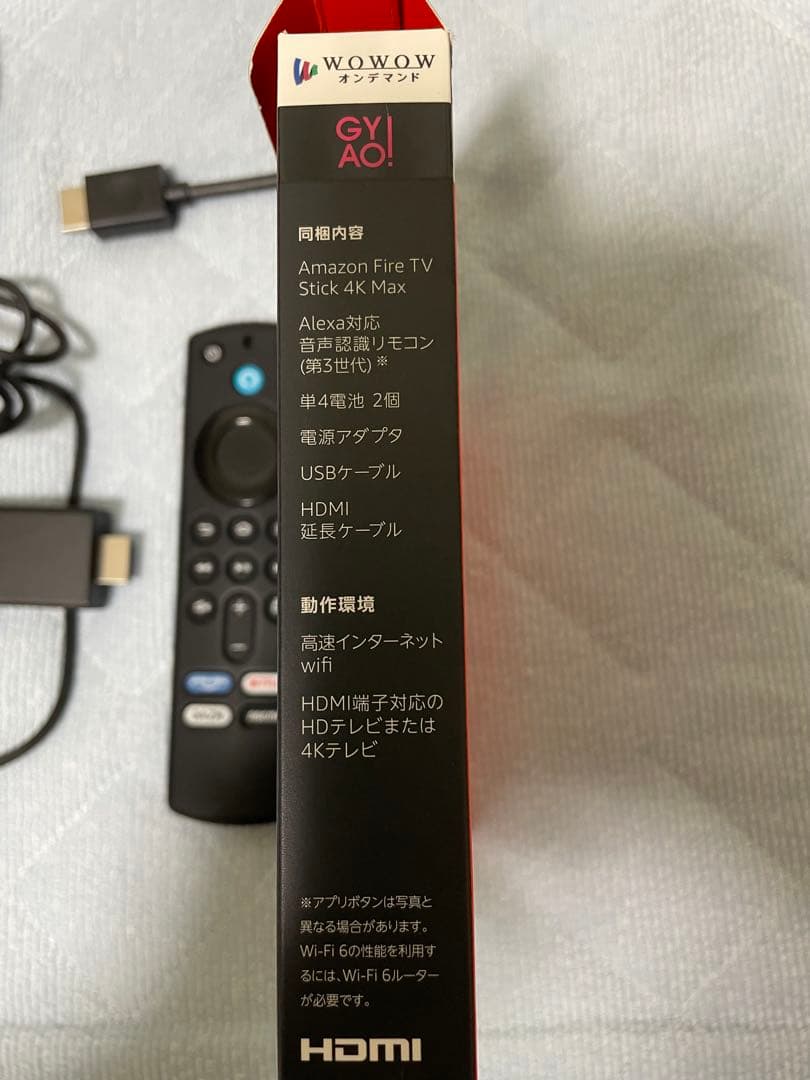 WOWOW
オンデマンド
GY
AO!
同梱内容
Amazon Fire TV
Stick 4K Max
Alexa対応
音声認識リモコン
(第3世代)※
単4電池 2個
電源アダプタ
USBケーブル
HDMI
延長ケーブル
動作環境
高速インターネット
wifi
HDMI端子対応の
HDテレビまたは
4Kテレビ
※アプリボタンは写真と
異なる場合があります。
Wi-Fi 6の性能を利用す
るには、Wi-Fi 6ルーター
が必要です。
HDMI